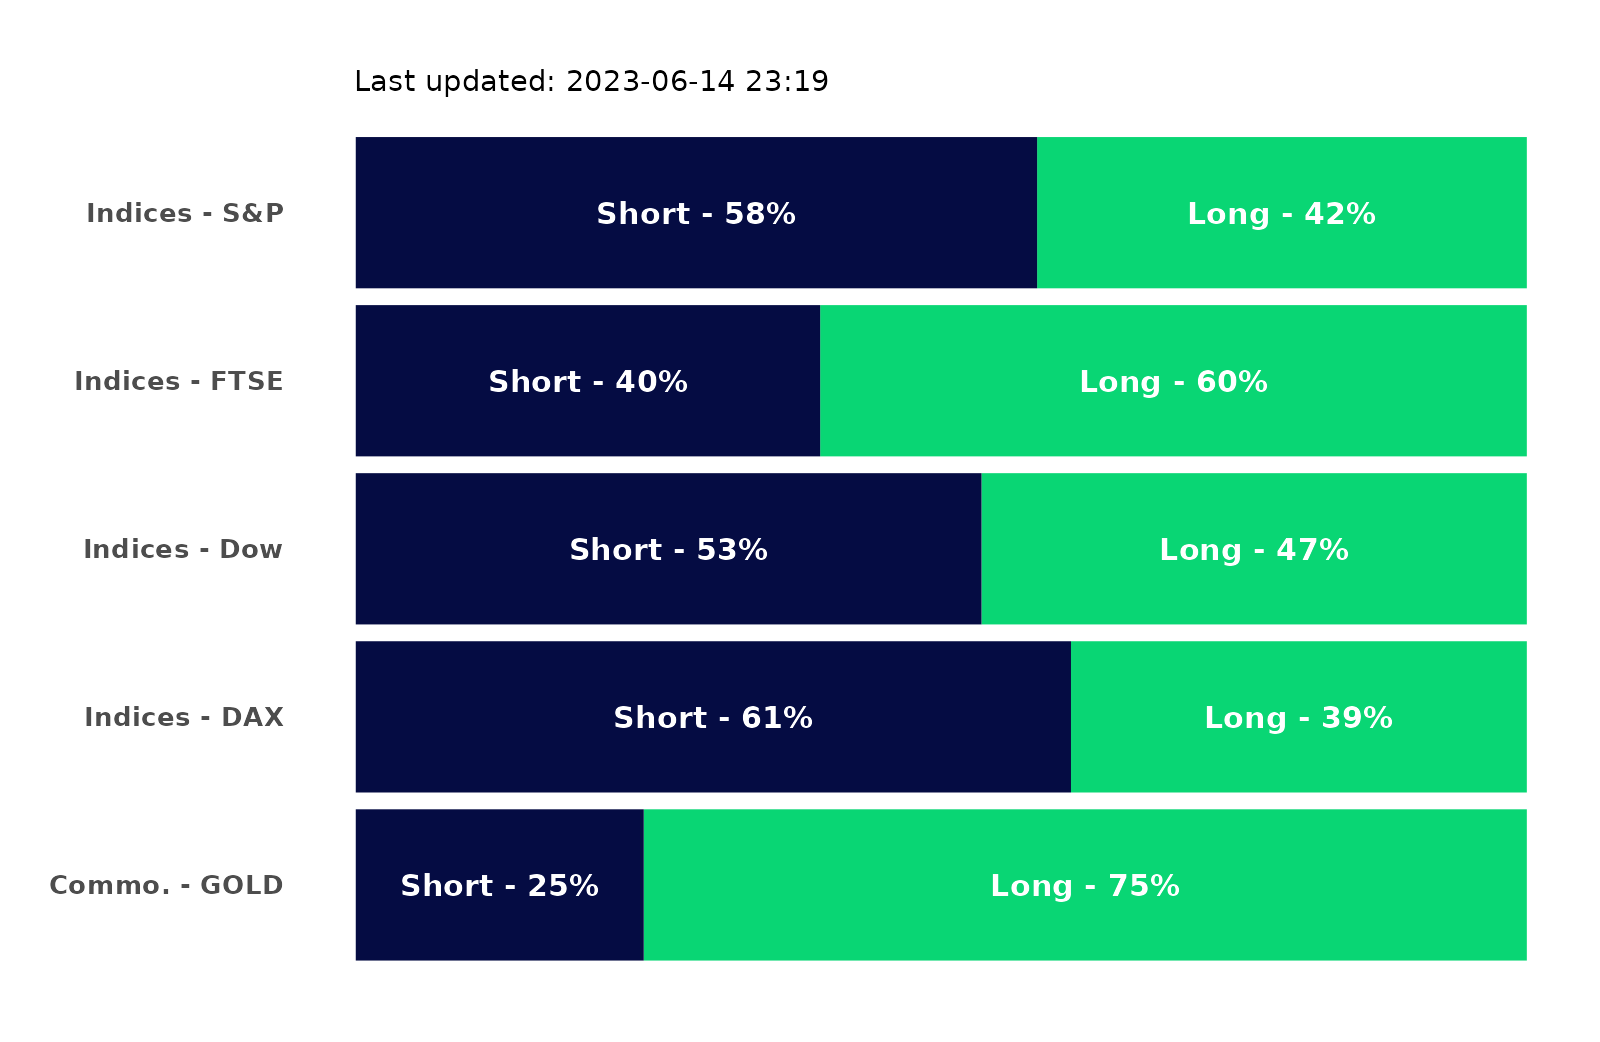 Last updated: 2023-06-14 23:19
Indices - S&P Short - 58% Long - 42%
Indices - FTSE Short - 40% Long - 60%
Indices - Dow Short - 53% Long - 47%
Indices - DAX Short - 61% Long - 39%
Commo. - GOLD Short - 25% Long - 75%